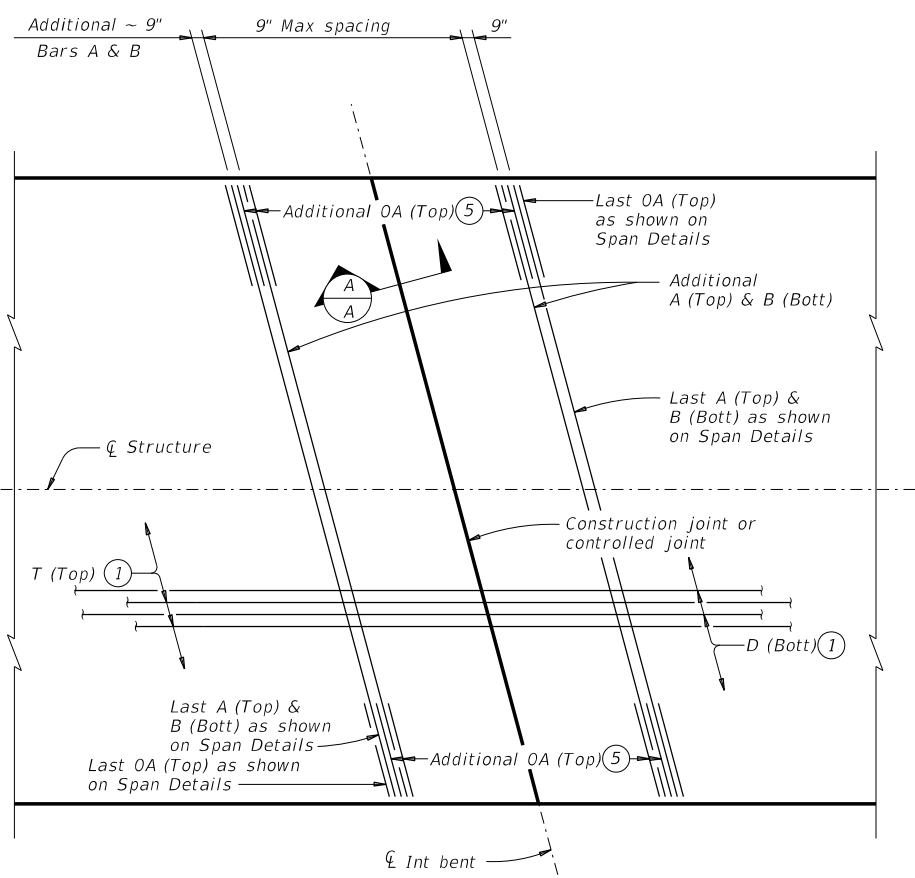 Additional ~ 9"
Bars A & B
9" Max spacing
9"
Additional OA (Top) 5
Last OA (Top)
as shown on
Span Details
A
A
Additional
A (Top) & B (Bott)
Last A (Top) &
B (Bott) as shown
on Span Details
℄ Structure
Construction joint or
controlled joint
T (Top) 1
D (Bott) 1
Last A (Top) &
B (Bott) as shown
on Span Details
Last OA (Top) as shown
on Span Details
Additional OA (Top) 5
℄ Int bent